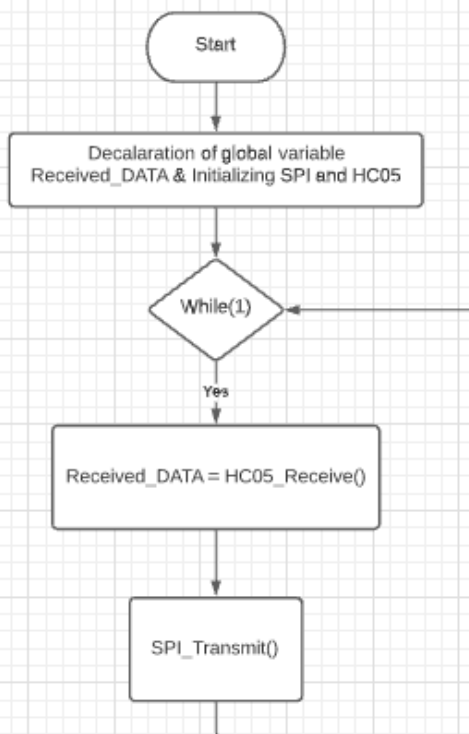 Start
Decalaration of global variable
Received_DATA & Initializing SPI and HC05
While(1)
Yes
Received_DATA = HC05_Receive()
SPI_Transmit()